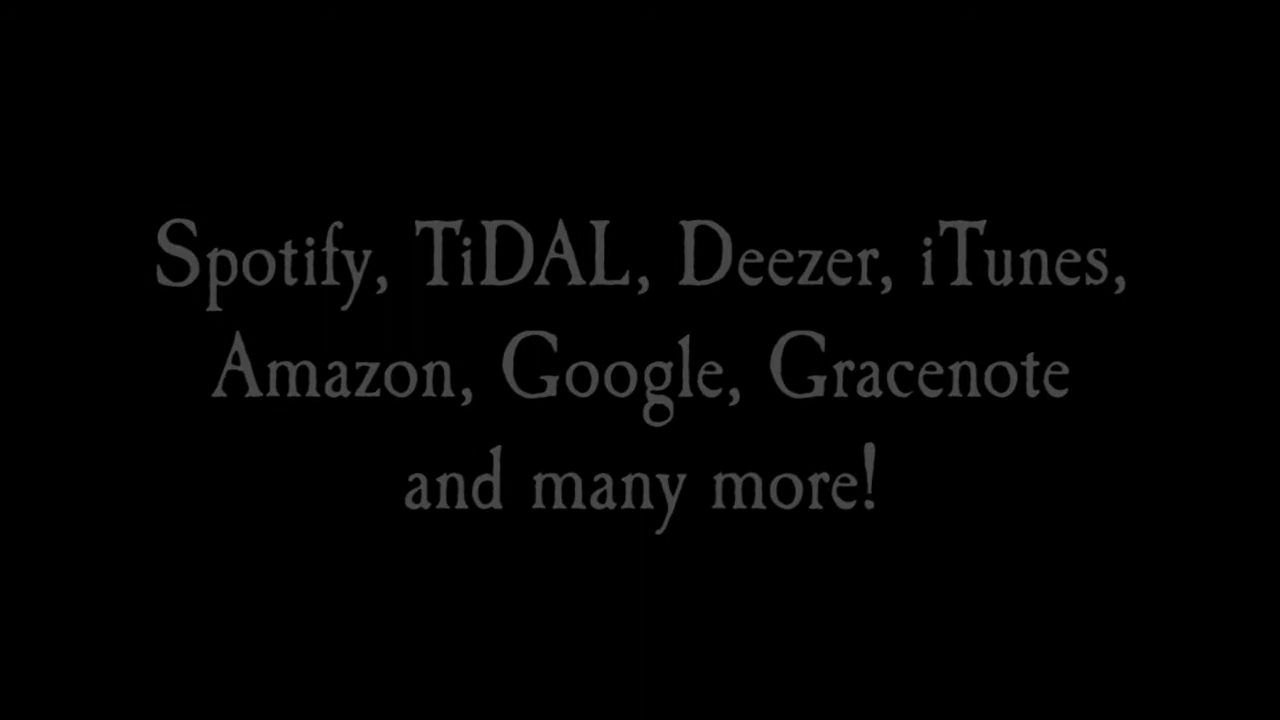 Spotify, TiDAL, Deezer, iTunes,
Amazon, Google, Gracenote
and many more!